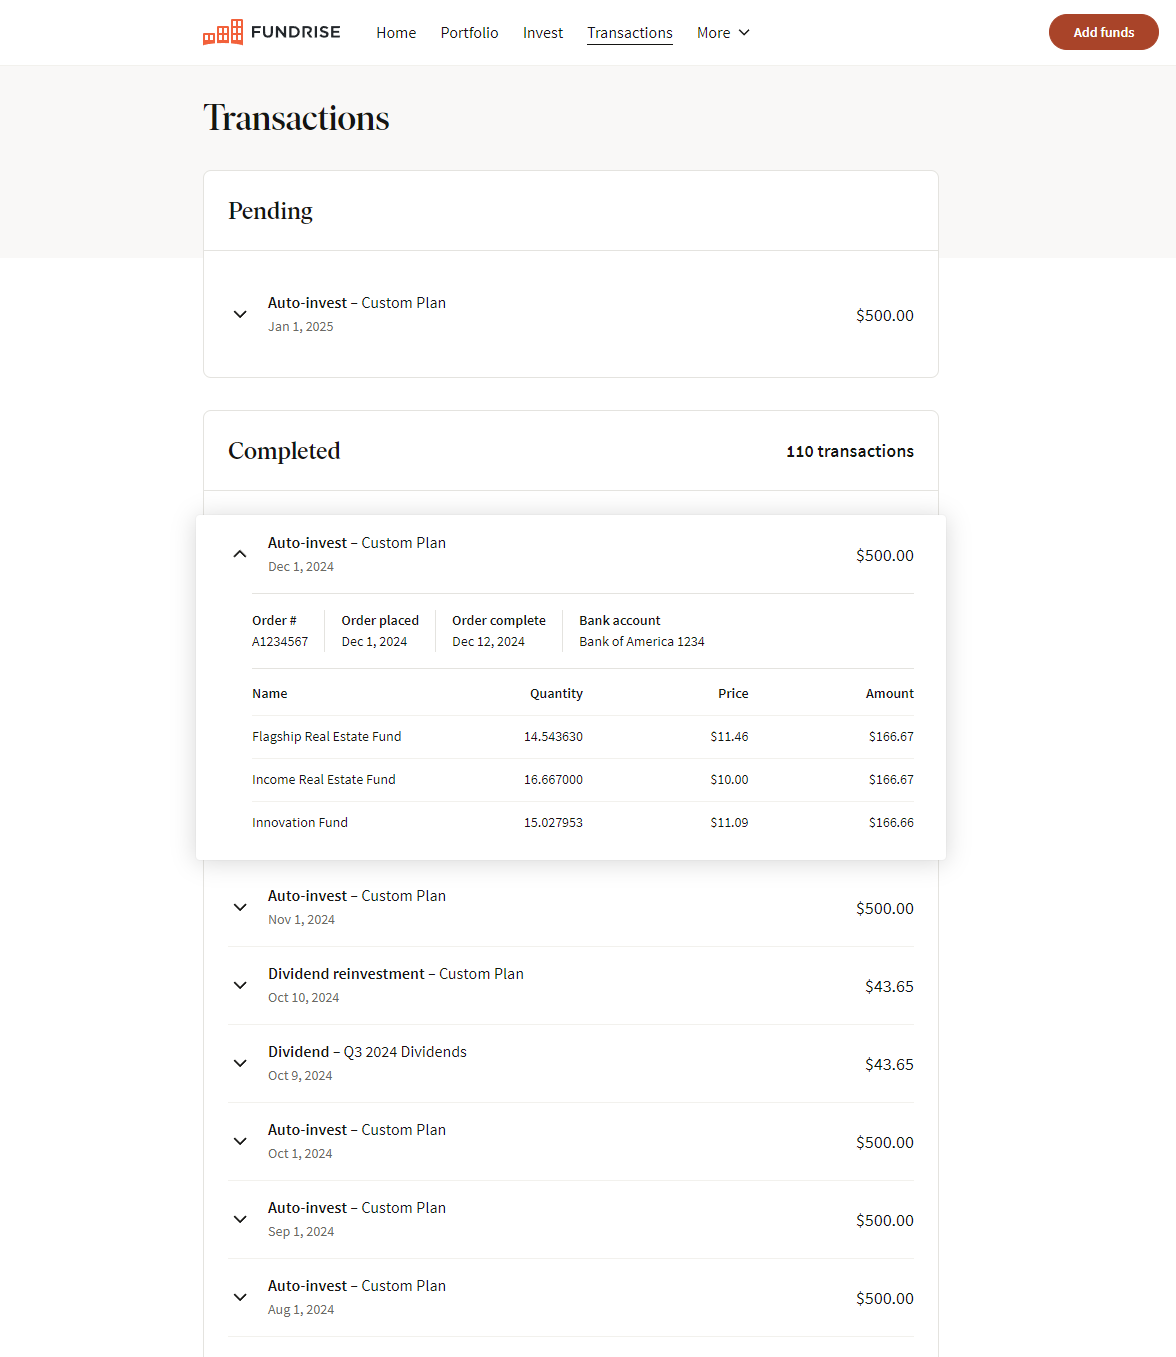 FUNDRISE Home Portfolio Invest Transactions More Add funds
Transactions
Pending
Auto-invest – Custom Plan
Jan 1, 2025
$500.00
Completed 110 transactions
Auto-invest – Custom Plan
Dec 1, 2024
$500.00
Order # Order placed Order complete Bank account
A1234567 Dec 1, 2024 Dec 12, 2024 Bank of America 1234
Name Quantity Price Amount
Flagship Real Estate Fund 14.543630 $11.46 $166.67
Income Real Estate Fund 16.667000 $10.00 $166.67
Innovation Fund 15.027953 $11.09 $166.66
Auto-invest – Custom Plan
Nov 1, 2024
$500.00
Dividend reinvestment – Custom Plan
Oct 10, 2024
$43.65
Dividend – Q3 2024 Dividends
Oct 9, 2024
$43.65
Auto-invest – Custom Plan
Oct 1, 2024
$500.00
Auto-invest – Custom Plan
Sep 1, 2024
$500.00
Auto-invest – Custom Plan
Aug 1, 2024
$500.00